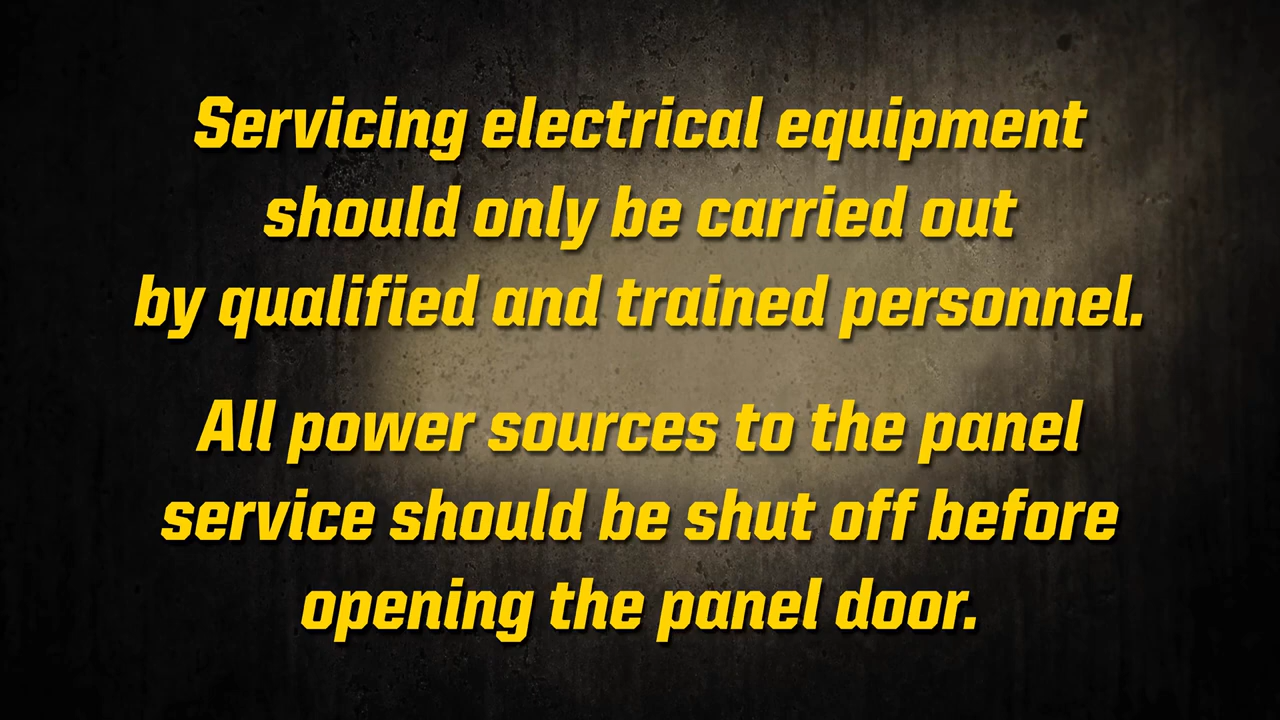 Servicing electrical equipment
should only be carried out
by qualified and trained personnel.
All power sources to the panel
service should be shut off before
opening the panel door.